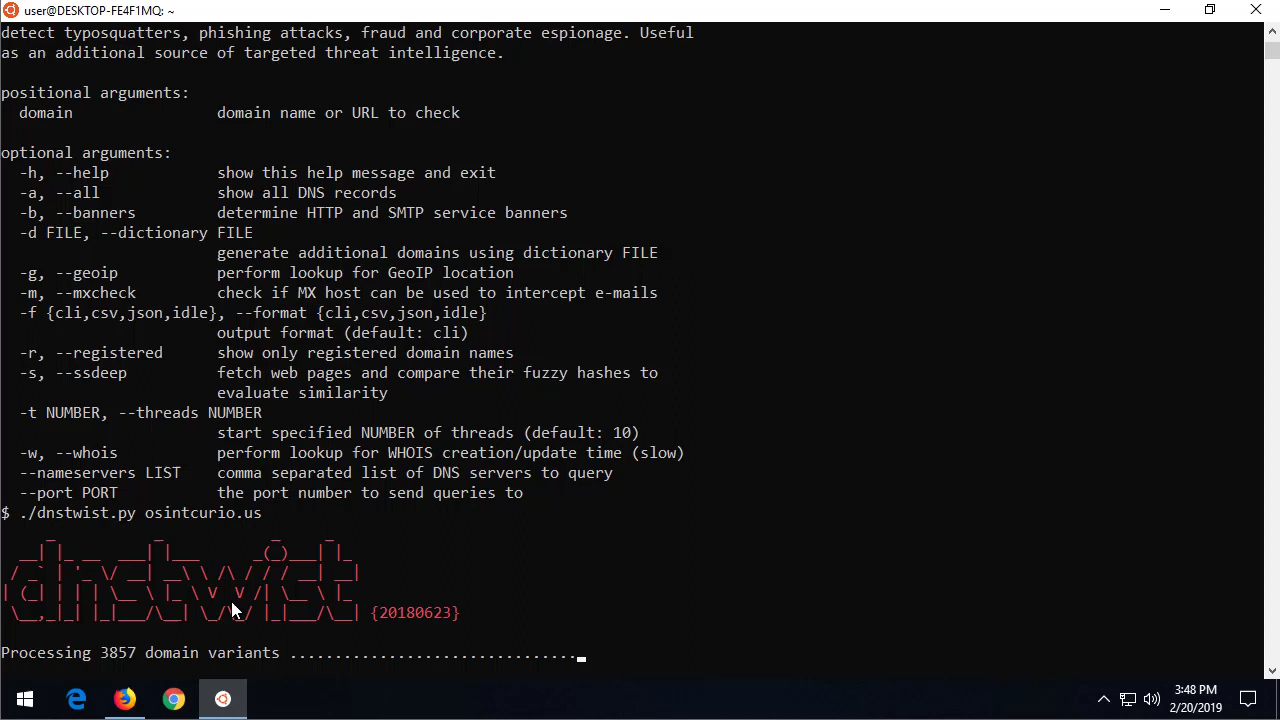 user@DESKTOP-FE4F1MQ: ~
detect typosquatters, phishing attacks, fraud and corporate espionage. Useful
as an additional source of targeted threat intelligence.
positional arguments:
  domain                domain name or URL to check
optional arguments:
  -h, --help            show this help message and exit
  -a, --all             show all DNS records
  -b, --banners         determine HTTP and SMTP service banners
  -d FILE, --dictionary FILE
                        generate additional domains using dictionary FILE
  -g, --geoip           perform lookup for GeoIP location
  -m, --mxcheck         check if MX host can be used to intercept e-mails
  -f {cli,csv,json,idle}, --format {cli,csv,json,idle}
                        output format (default: cli)
  -r, --registered      show only registered domain names
  -s, --ssdeep          fetch web pages and compare their fuzzy hashes to
                        evaluate similarity
  -t NUMBER, --threads NUMBER
                        start specified NUMBER of threads (default: 10)
  -w, --whois           perform lookup for WHOIS creation/update time (slow)
  --nameservers LIST    comma separated list of DNS servers to query
  --port PORT           the port number to send queries to
$ ./dnstwist.py osintcurio.us
dnstwist {20180623}
Processing 3857 domain variants ................................
3:48 PM
2/20/2019